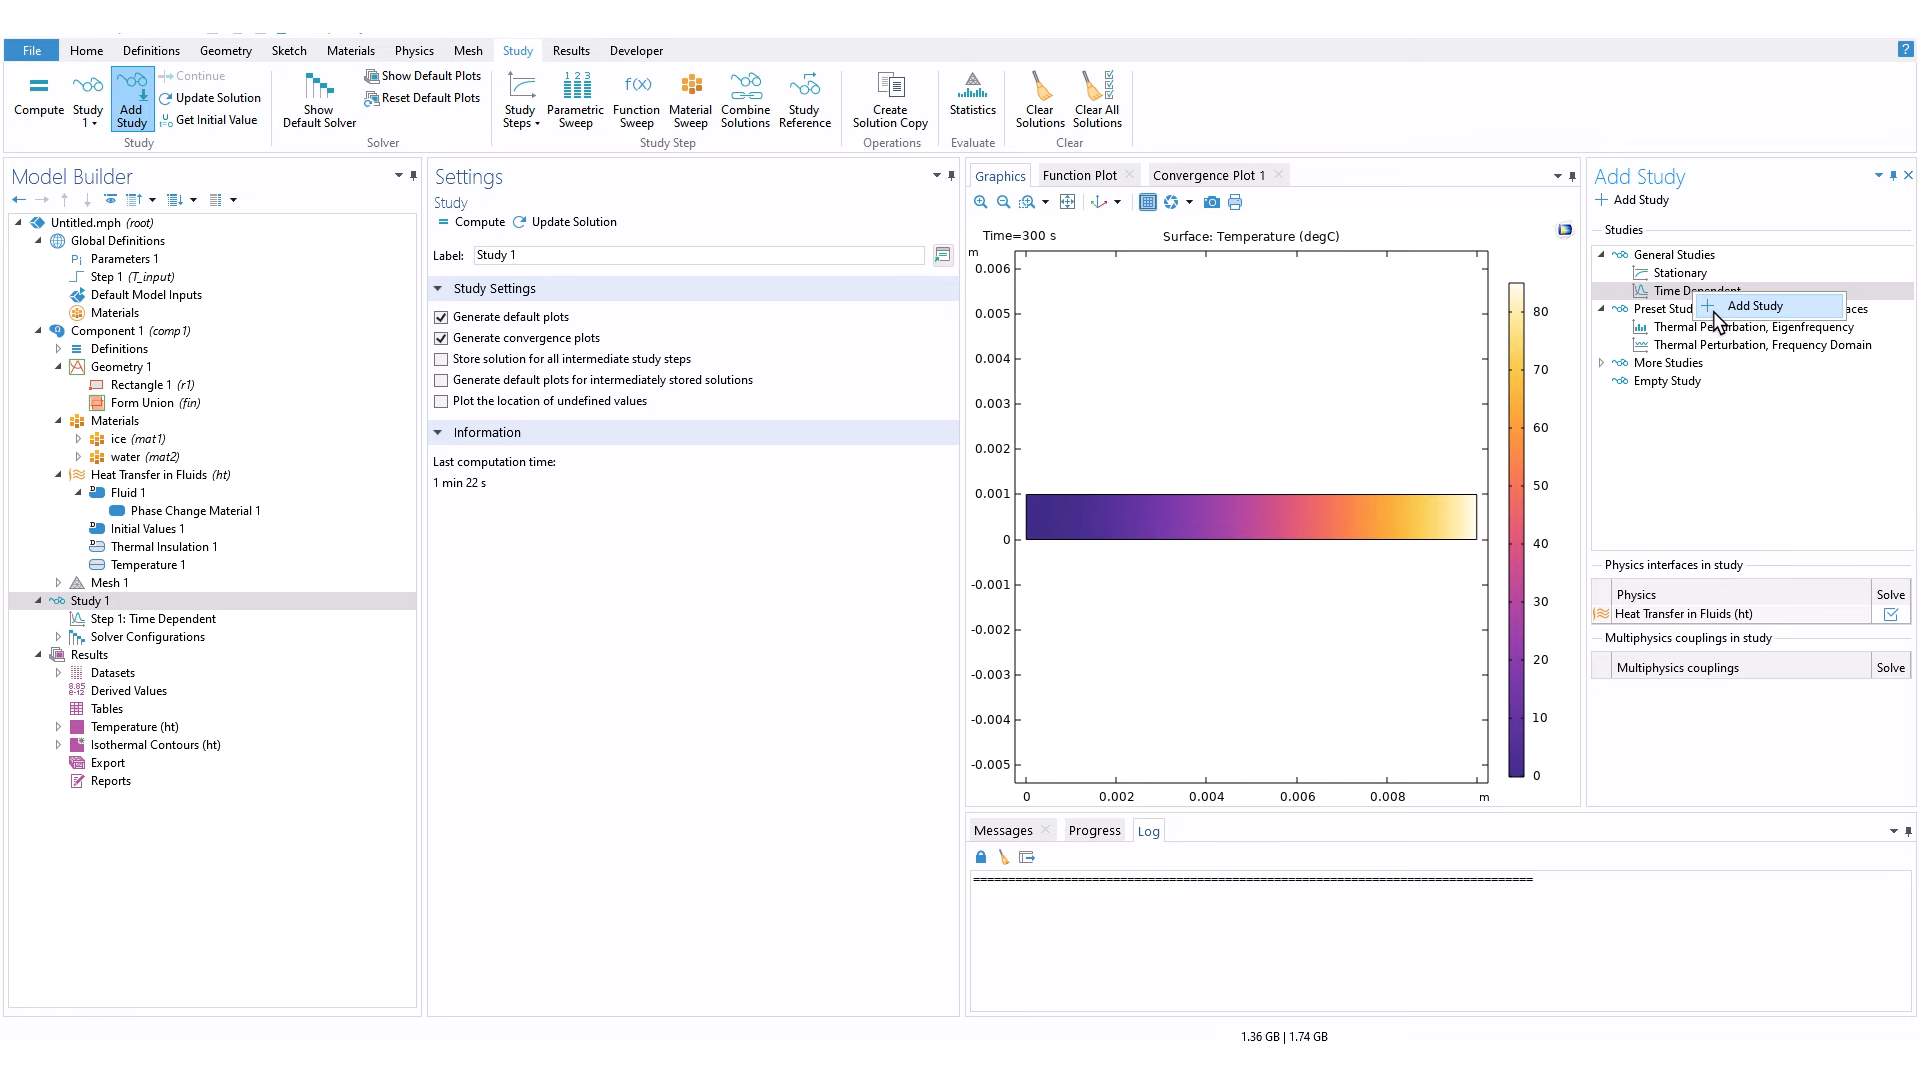 File Home Definitions Geometry Sketch Materials Physics Mesh Study Results Developer ?
Compute
Study
1
Add
Study
Continue
Update Solution
Get Initial Value
Study
Show
Default Solver
Show Default Plots
Reset Default Plots
Solver
Study
Steps
Parametric
Sweep
Function
Sweep
Material
Sweep
Combine
Solutions
Study
Reference
Study Step
Create
Solution Copy
Operations
Statistics
Evaluate
Clear
Solutions
Clear All
Solutions
Clear
Model Builder
Untitled.mph (root)
Global Definitions
Parameters 1
Step 1 (T_input)
Default Model Inputs
Materials
Component 1 (comp1)
Definitions
Geometry 1
Rectangle 1 (r1)
Form Union (fin)
Materials
ice (mat1)
water (mat2)
Heat Transfer in Fluids (ht)
Fluid 1
Phase Change Material 1
Initial Values 1
Thermal Insulation 1
Temperature 1
Mesh 1
Study 1
Step 1: Time Dependent
Solver Configurations
Results
Datasets
Derived Values
Tables
Temperature (ht)
Isothermal Contours (ht)
Export
Reports
Settings
Study
Compute Update Solution
Label: Study 1
Study Settings
Generate default plots
Generate convergence plots
Store solution for all intermediate study steps
Generate default plots for intermediately stored solutions
Plot the location of undefined values
Information
Last computation time:
1 min 22 s
Graphics Function Plot Convergence Plot 1
Time=300 s Surface: Temperature (degC)
m
0.006
0.005
0.004
0.003
0.002
0.001
0
-0.001
-0.002
-0.003
-0.004
-0.005
0 0.002 0.004 0.006 0.008 m
80
70
60
50
40
30
20
10
0
Messages Progress Log
================================================================================
Add Study
Add Study
Studies
General Studies
Stationary
Time Dependent
Add Study
Preset Stud aces
Thermal Perturbation, Eigenfrequency
Thermal Perturbation, Frequency Domain
More Studies
Empty Study
Physics interfaces in study
Physics Solve
Heat Transfer in Fluids (ht)
Multiphysics couplings in study
Multiphysics couplings Solve
1.36 GB | 1.74 GB